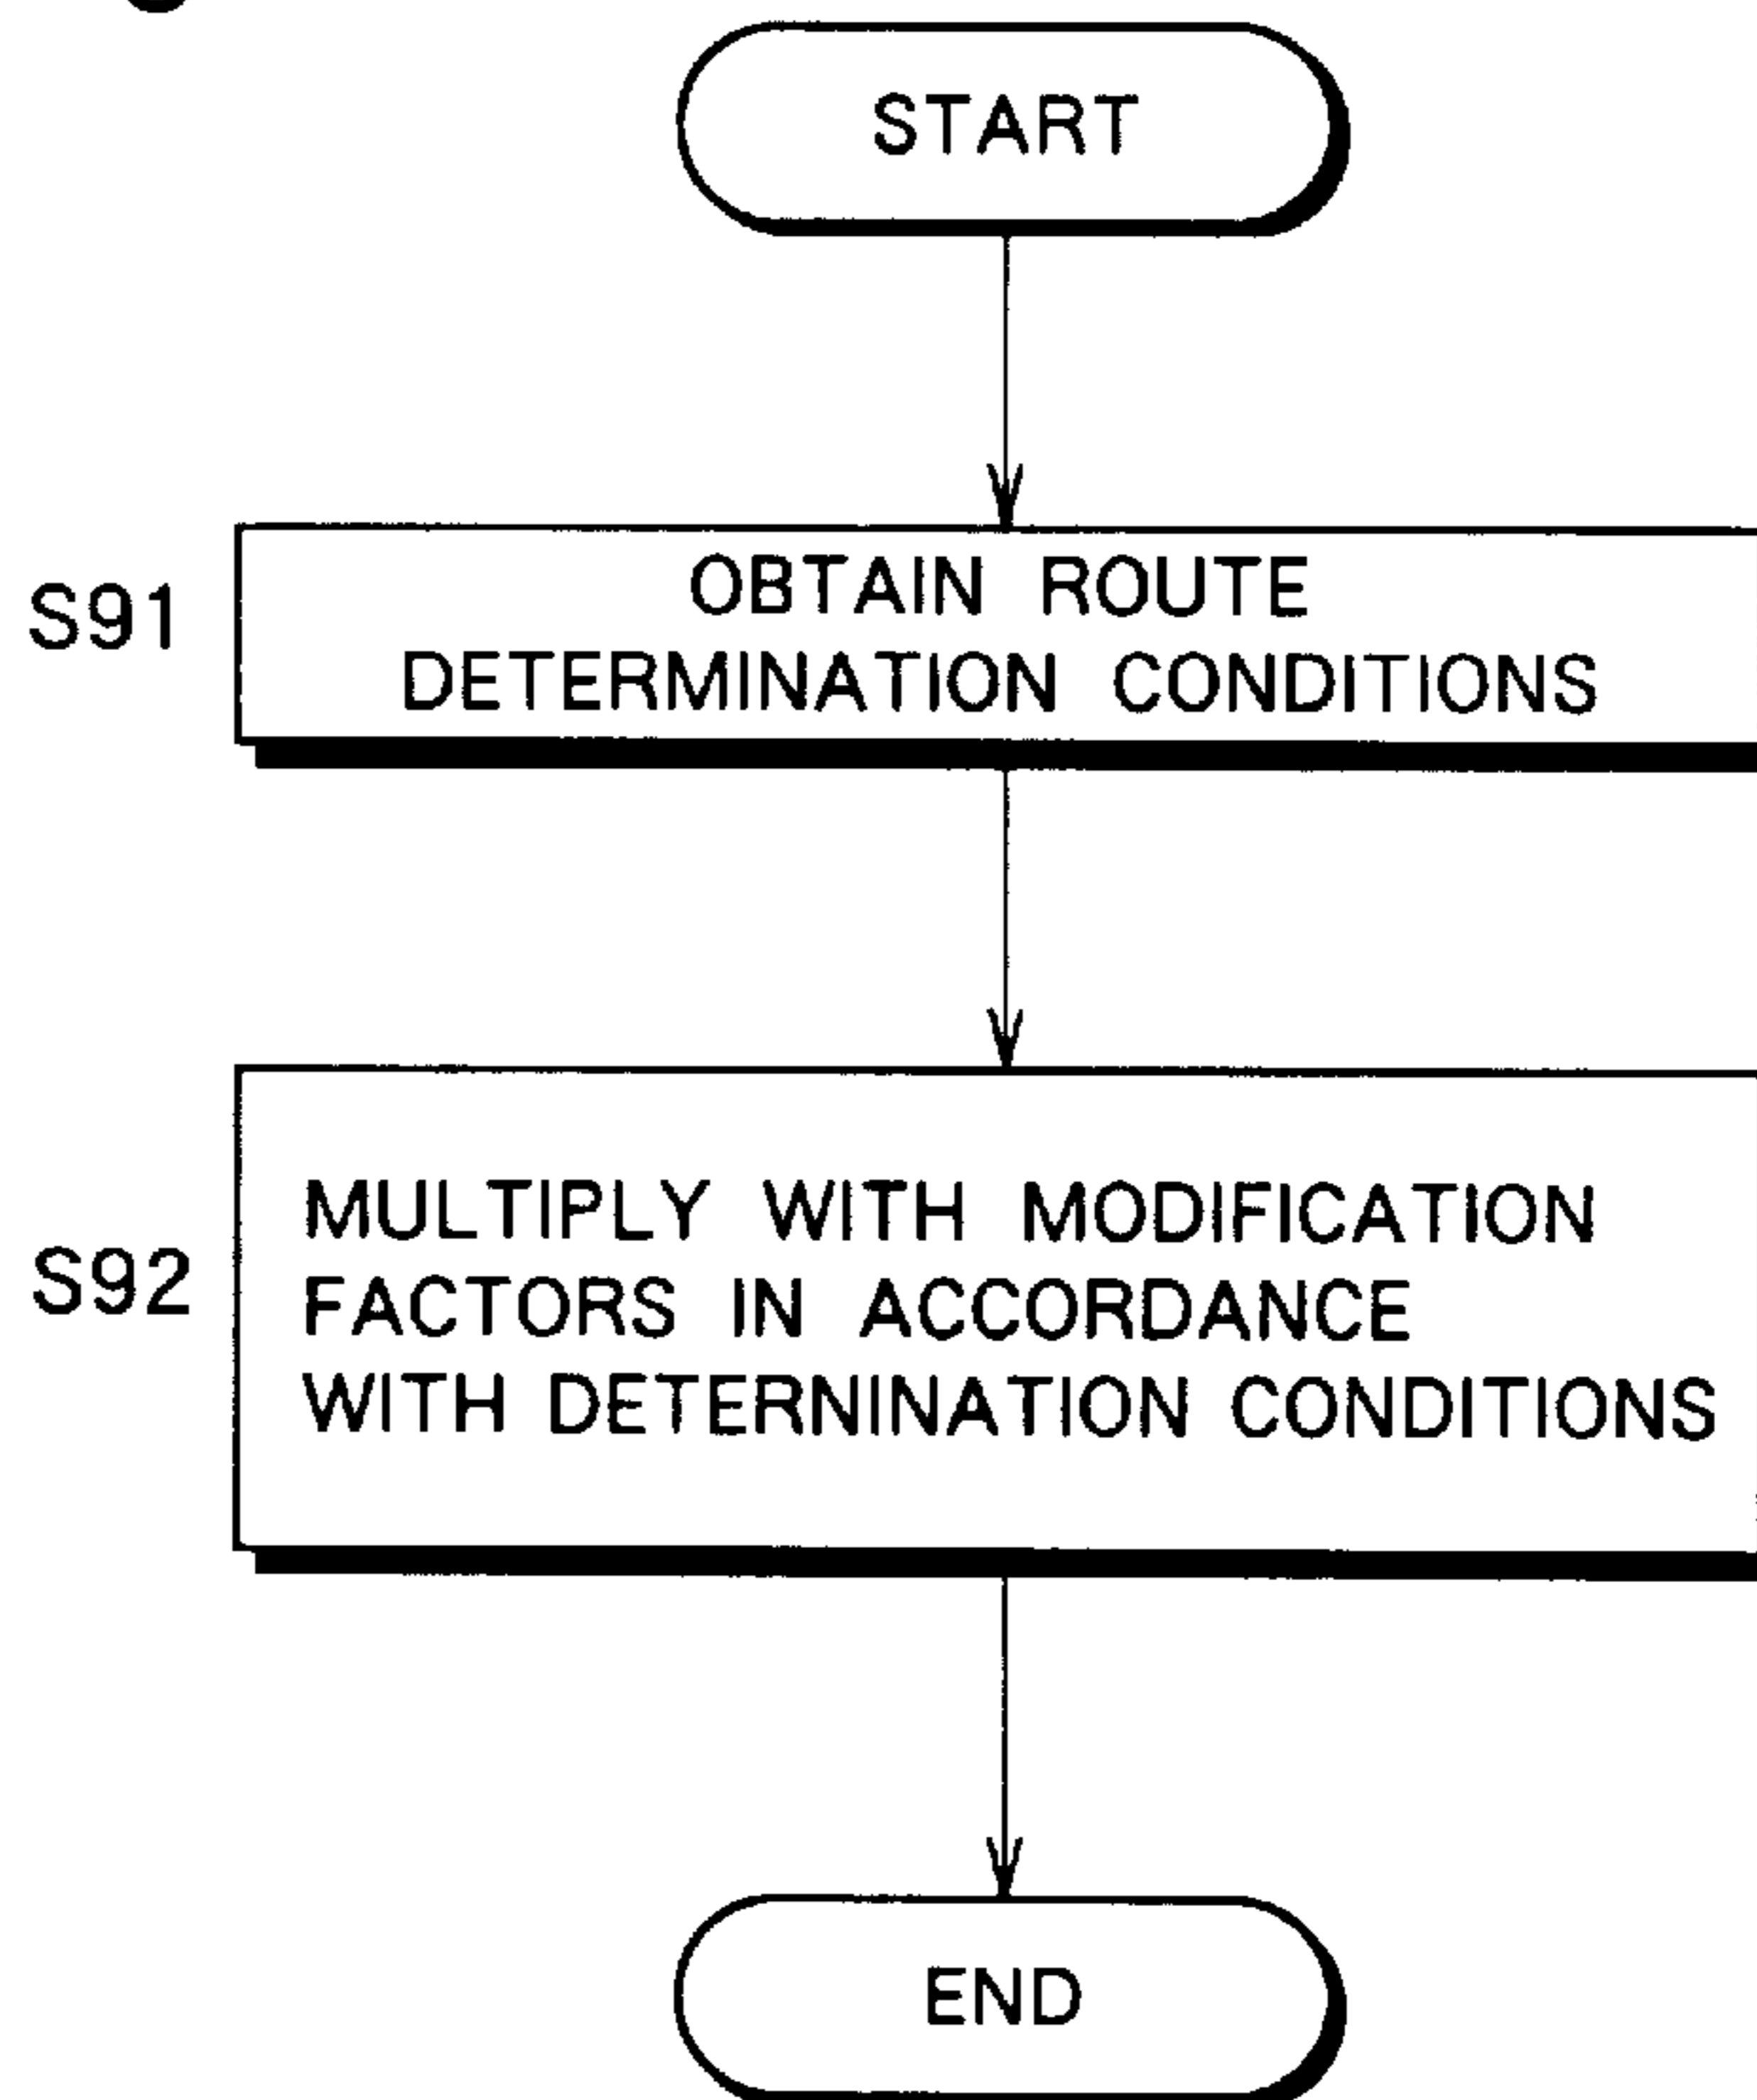 START
S91
OBTAIN ROUTE
DETERMINATION CONDITIONS
S92
MULTIPLY WITH MODIFICATION
FACTORS IN ACCORDANCE
WITH DETERNINATION CONDITIONS
END